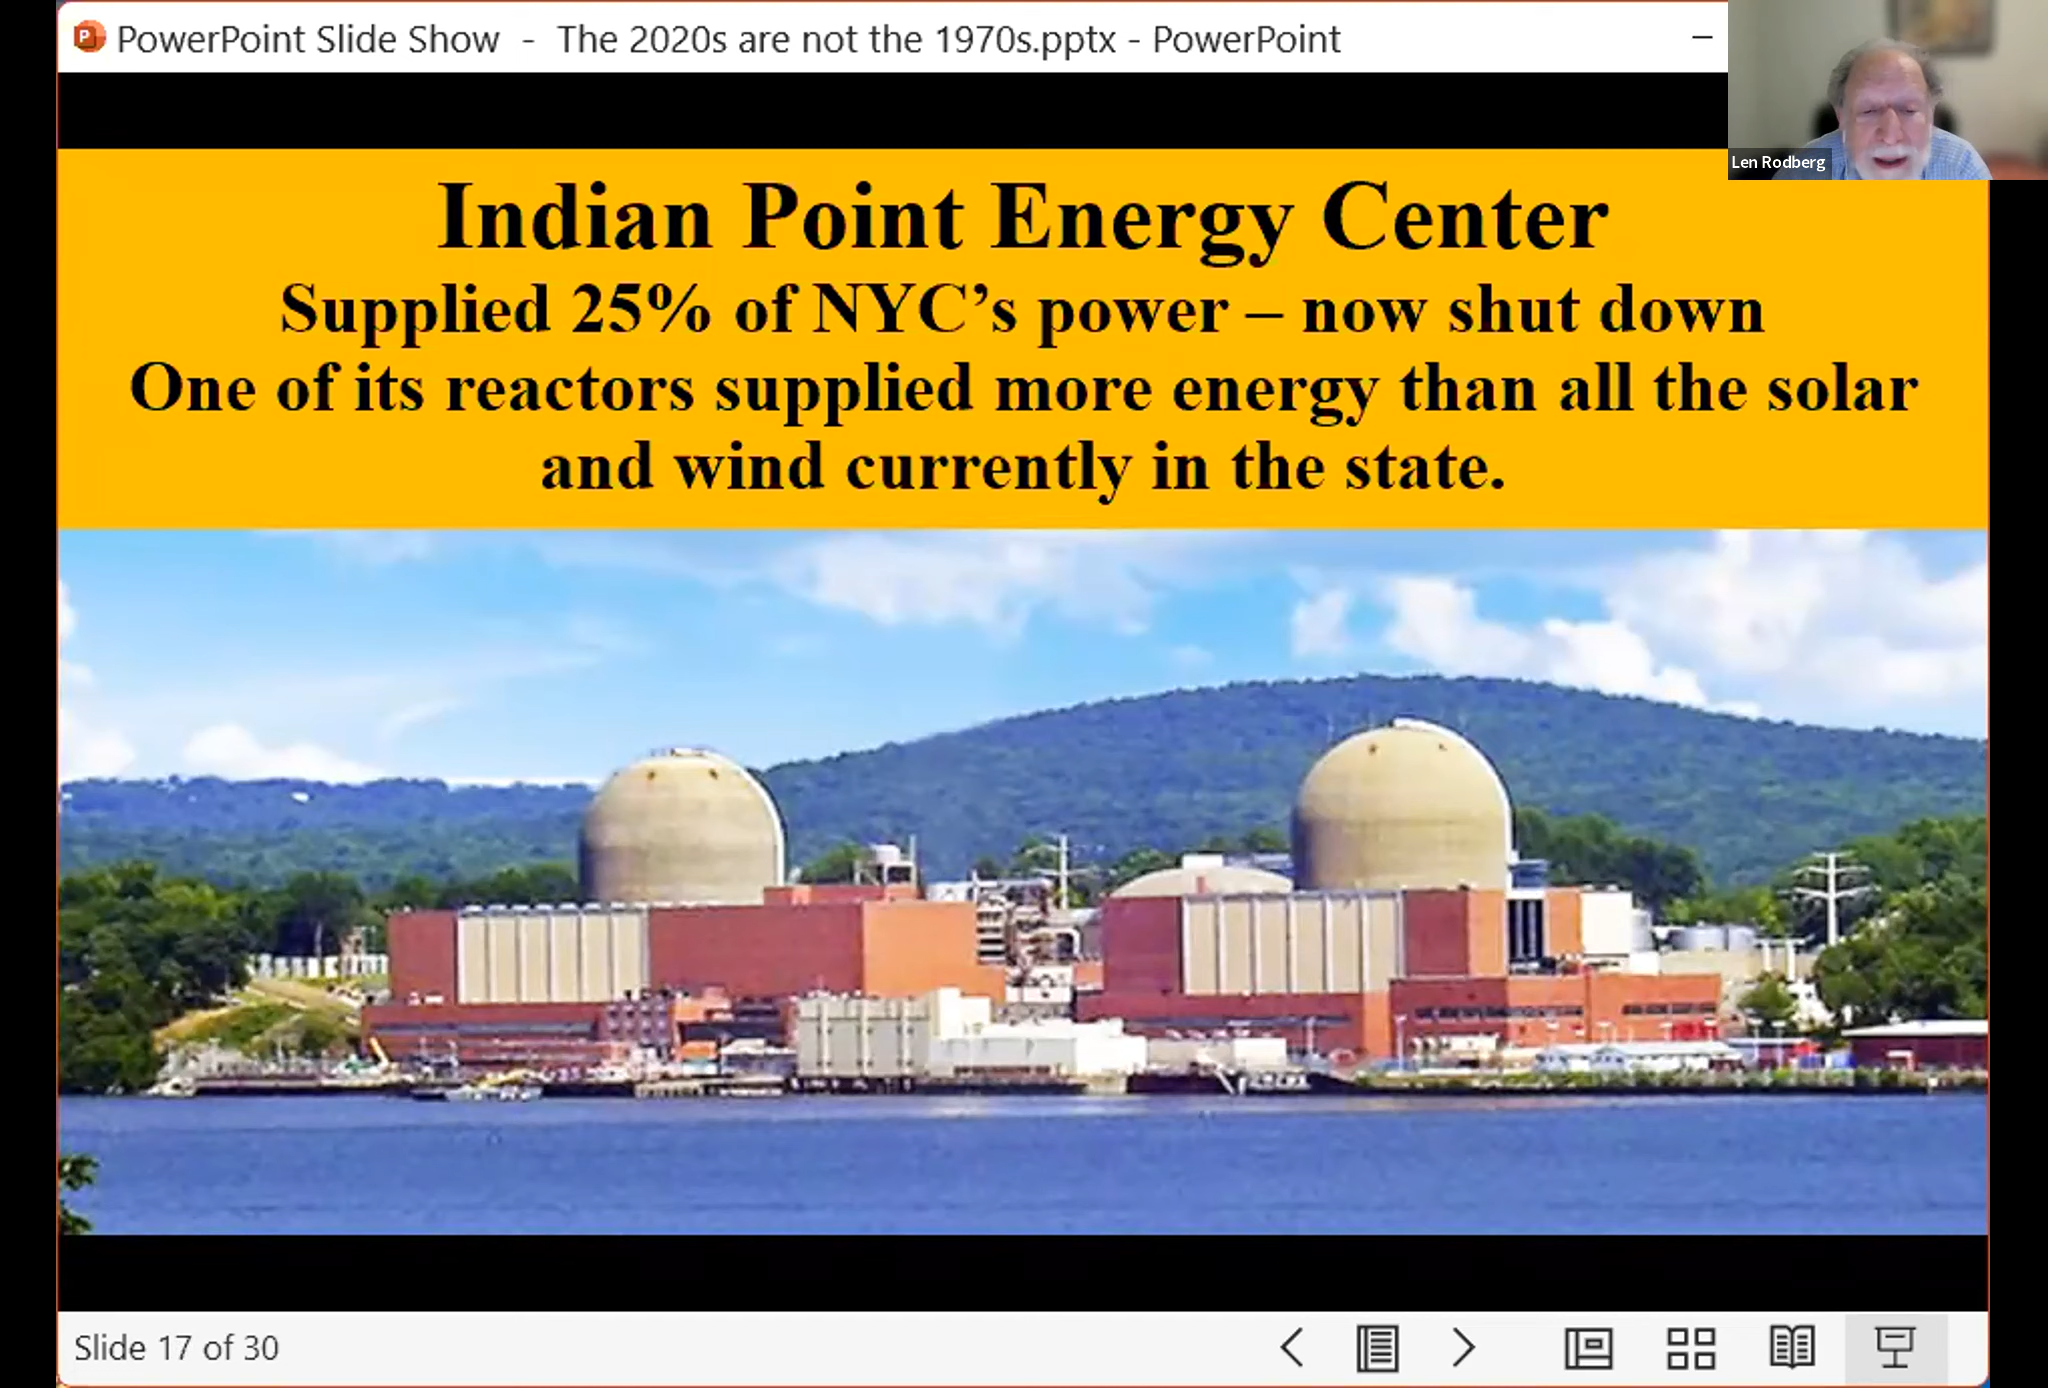 PowerPoint Slide Show - The 2020s are not the 1970s.pptx - PowerPoint
Len Rodberg
Indian Point Energy Center
Supplied 25% of NYC’s power – now shut down
One of its reactors supplied more energy than all the solar
and wind currently in the state.
Slide 17 of 30